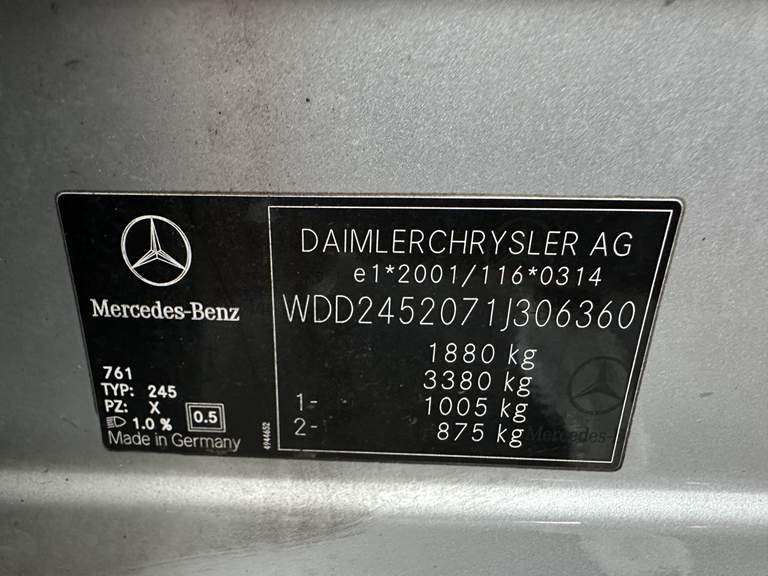 Mercedes-Benz
761
TYP: 245
PZ: X
1.0 %
0.5
Made in Germany
4944652
DAIMLERCHRYSLER AG
e1*2001/116*0314
WDD2452071J306360
1880 kg
3380 kg
1- 1005 kg
2- 875 kg
Mercedes-